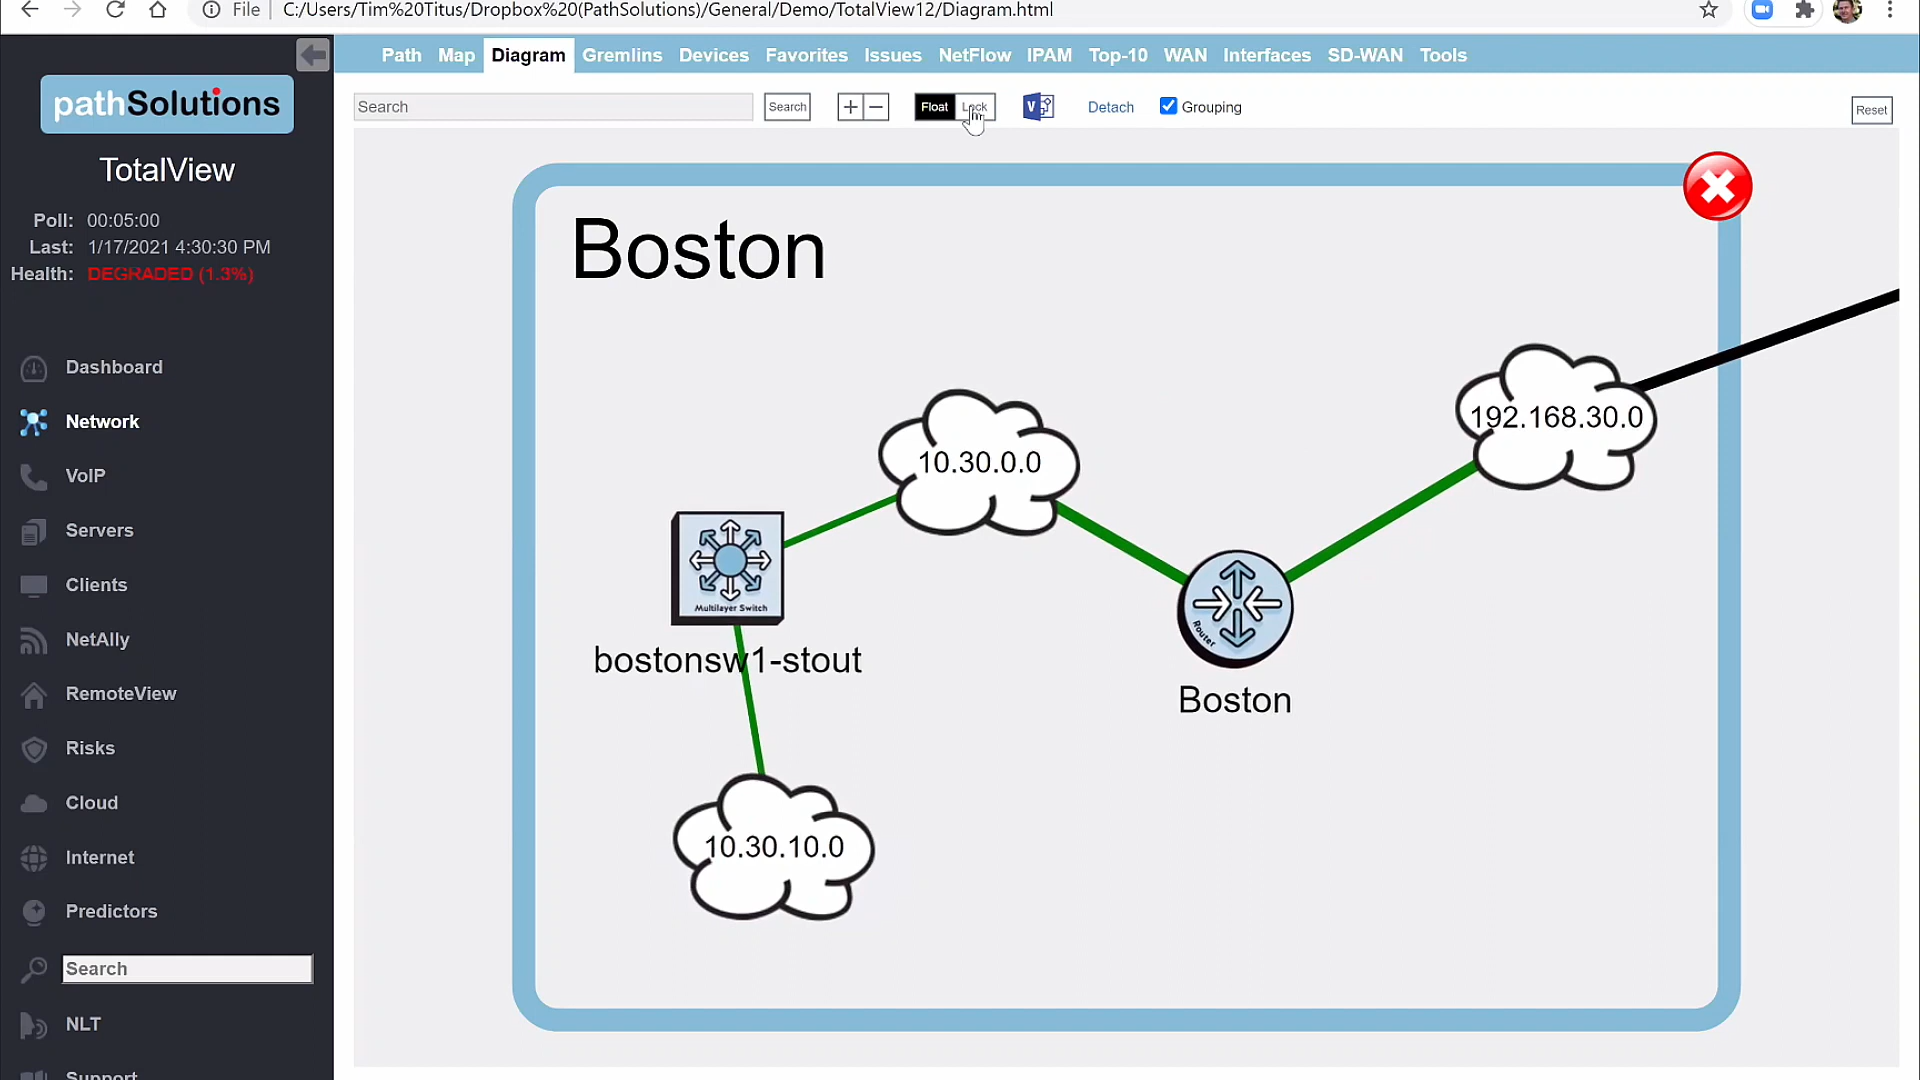 File
C:/Users/Tim%20Titus/Dropbox%20(PathSolutions)/General/Demo/TotalView12/Diagram.html
pathSolutions
TotalView
Poll: 00:05:00
Last: 1/17/2021 4:30:30 PM
Health: DEGRADED (1.3%)
Dashboard
Network
VoIP
Servers
Clients
NetAlly
RemoteView
Risks
Cloud
Internet
Predictors
Search
NLT
Support
Path Map Diagram Gremlins Devices Favorites Issues NetFlow IPAM Top-10 WAN Interfaces SD-WAN Tools
Search Search + − Float Lock V Detach Grouping Reset
Boston
192.168.30.0
10.30.0.0
Multilayer Switch
bostonsw1-stout
Router
Boston
10.30.10.0